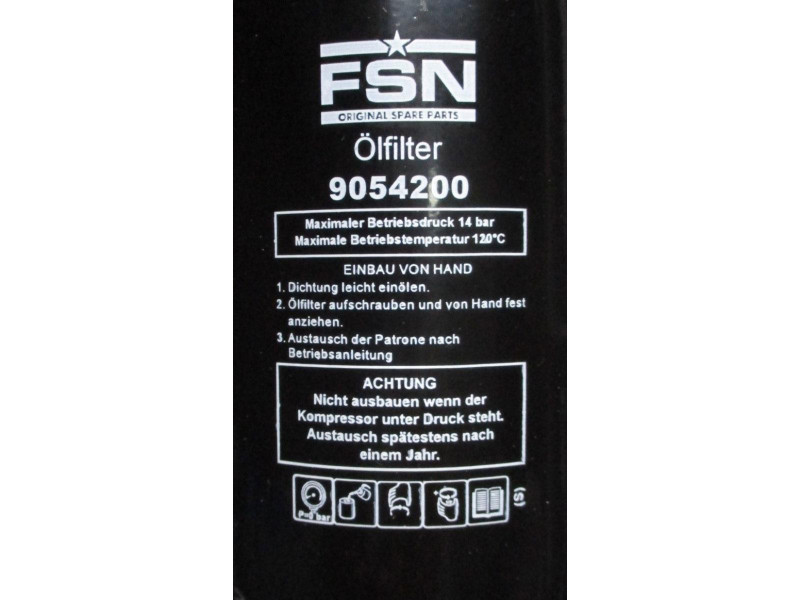 FSN
ORIGINAL SPARE PARTS
Ölfilter
9054200
Maximaler Betriebsdruck 14 bar
Maximale Betriebstemperatur 120°C
EINBAU VON HAND
1. Dichtung leicht einölen.
2. Ölfilter aufschrauben und von Hand fest
anziehen.
3. Austausch der Patrone nach
Betriebsanleitung
ACHTUNG
Nicht ausbauen wenn der
Kompressor unter Druck steht.
Austausch spätestens nach
einem Jahr.
P=0 bar
(S)